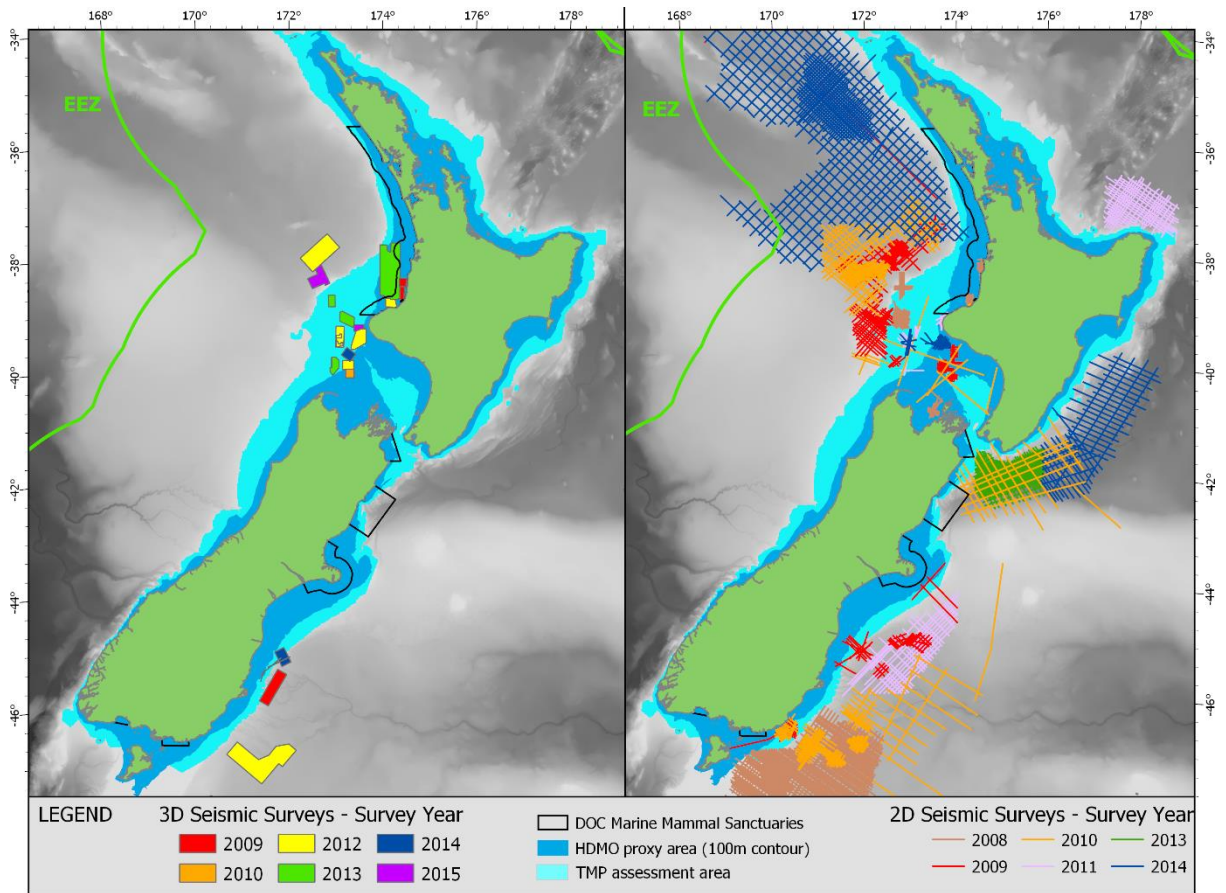 168° 170° 172° 174° 176° 178°
168° 170° 172° 174° 176° 178°
-34°
-36°
-38°
-40°
-42°
-44°
-46°
EEZ
EEZ
-34°
-36°
-38°
-40°
-42°
-44°
-46°
LEGEND
3D Seismic Surveys - Survey Year
2009 2012 2014
2010 2013 2015
DOC Marine Mammal Sanctuaries
HDMO proxy area (100m contour)
TMP assessment area
2D Seismic Surveys - Survey Year
2008 2010 2013
2009 2011 2014